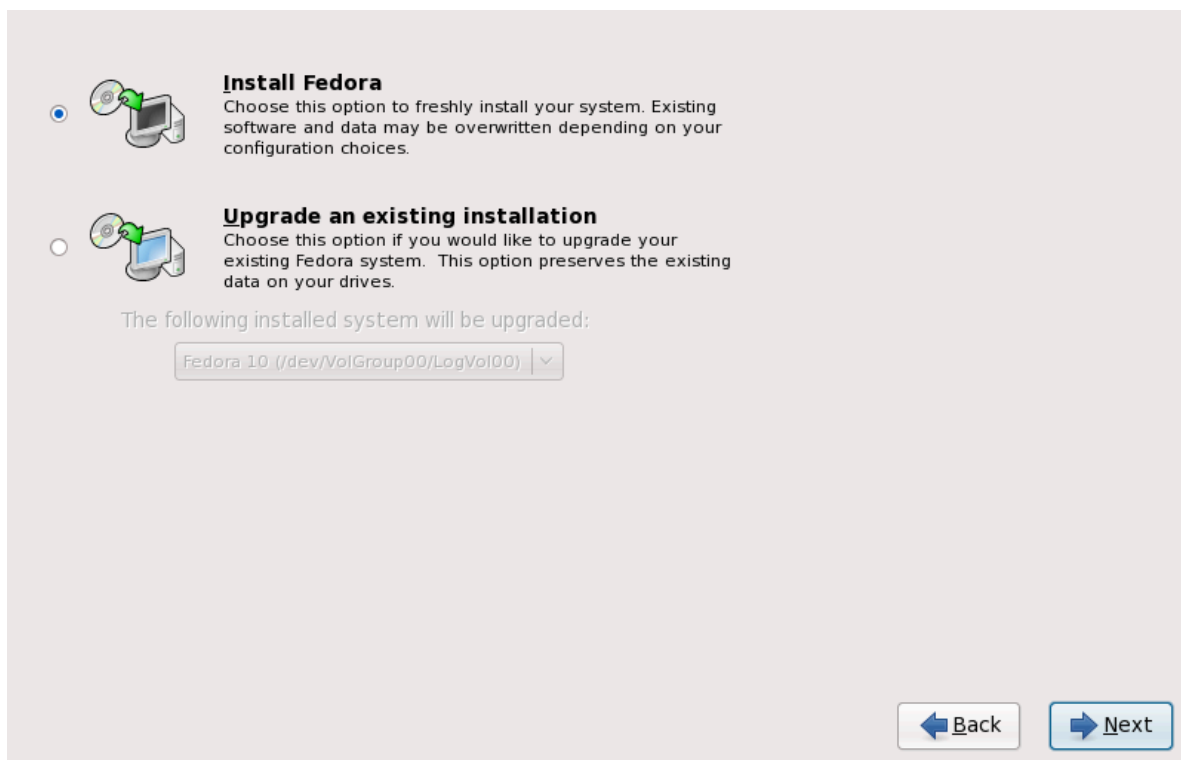 Install Fedora
Choose this option to freshly install your system. Existing
software and data may be overwritten depending on your
configuration choices.
Upgrade an existing installation
Choose this option if you would like to upgrade your
existing Fedora system.  This option preserves the existing
data on your drives.
The following installed system will be upgraded:
Fedora 10 (/dev/VolGroup00/LogVol00)
Back
Next